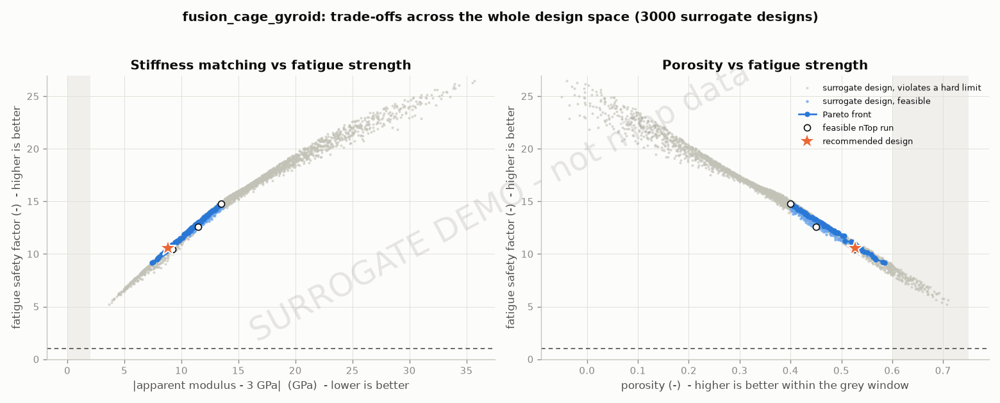 fusion_cage_gyroid: trade-offs across the whole design space (3000 surrogate designs)
Stiffness matching vs fatigue strength
fatigue safety factor (-)  - higher is better
25
20
15
10
5
0
0
5
10
15
20
25
30
35
|apparent modulus - 3 GPa|  (GPa)  - lower is better
Porosity vs fatigue strength
fatigue safety factor (-)  - higher is better
25
20
15
10
5
0
0.0
0.1
0.2
0.3
0.4
0.5
0.6
0.7
porosity (-)  - higher is better within the grey window
surrogate design, violates a hard limit
surrogate design, feasible
Pareto front
feasible nTop run
recommended design
SURROGATE DEMO - not nTop data